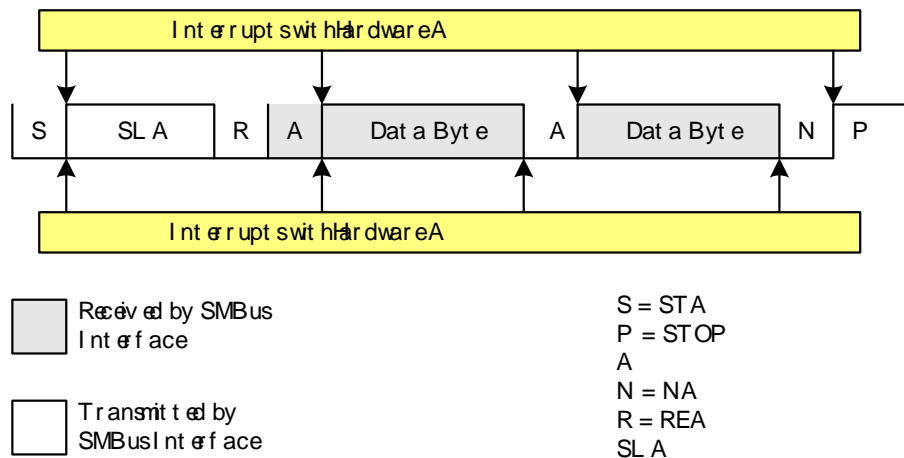 Interrupts with Hardware A
S SLA R A Data Byte A Data Byte N P
Interrupts with Hardware A
Received by SMBus
Interface
Transmitted by
SMBus Interface
S = STA
P = STOP
A
N = NA
R = REA
SLA